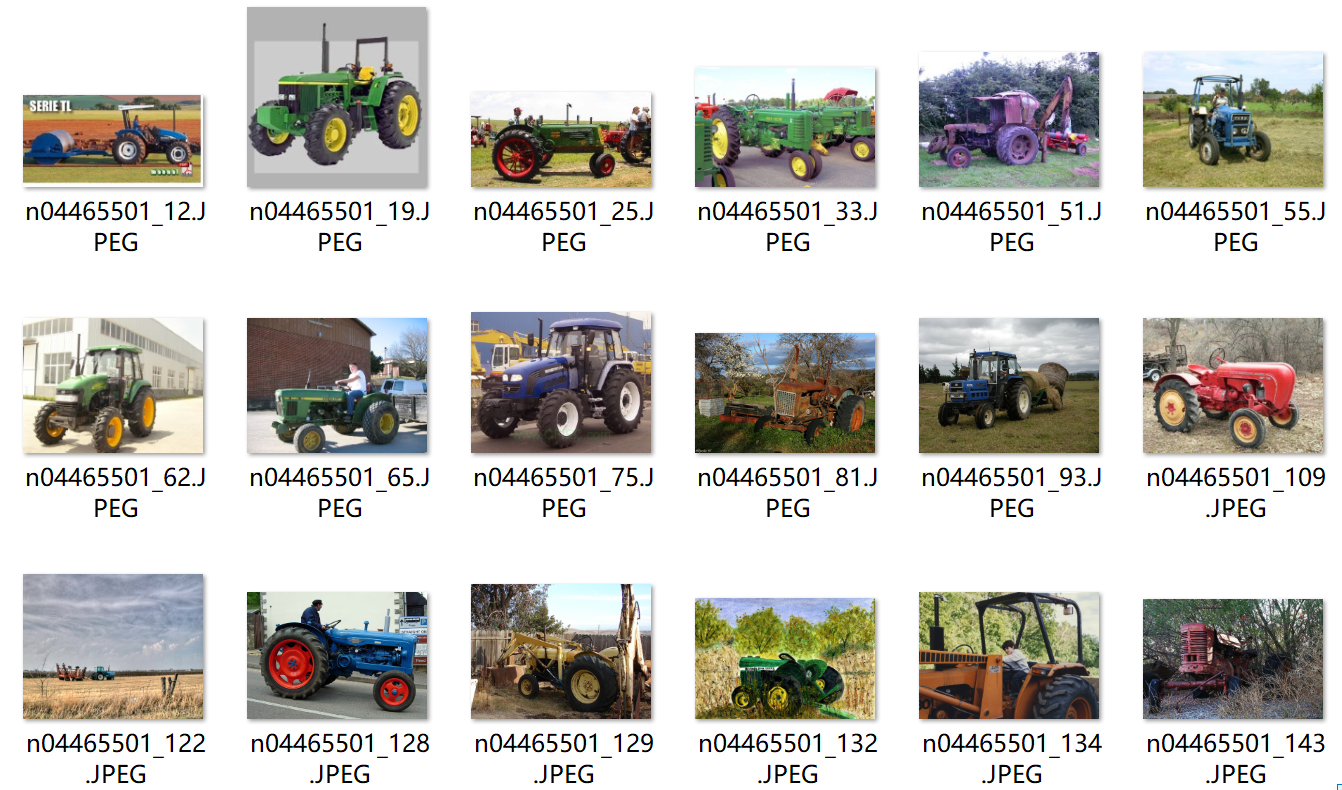 SERIE TL
n04465501_12.J
PEG
n04465501_19.J
PEG
n04465501_25.J
PEG
n04465501_33.J
PEG
n04465501_51.J
PEG
n04465501_55.J
PEG
n04465501_62.J
PEG
n04465501_65.J
PEG
n04465501_75.J
PEG
n04465501_81.J
PEG
n04465501_93.J
PEG
n04465501_109
.JPEG
n04465501_122
.JPEG
n04465501_128
.JPEG
n04465501_129
.JPEG
n04465501_132
.JPEG
n04465501_134
.JPEG
n04465501_143
.JPEG